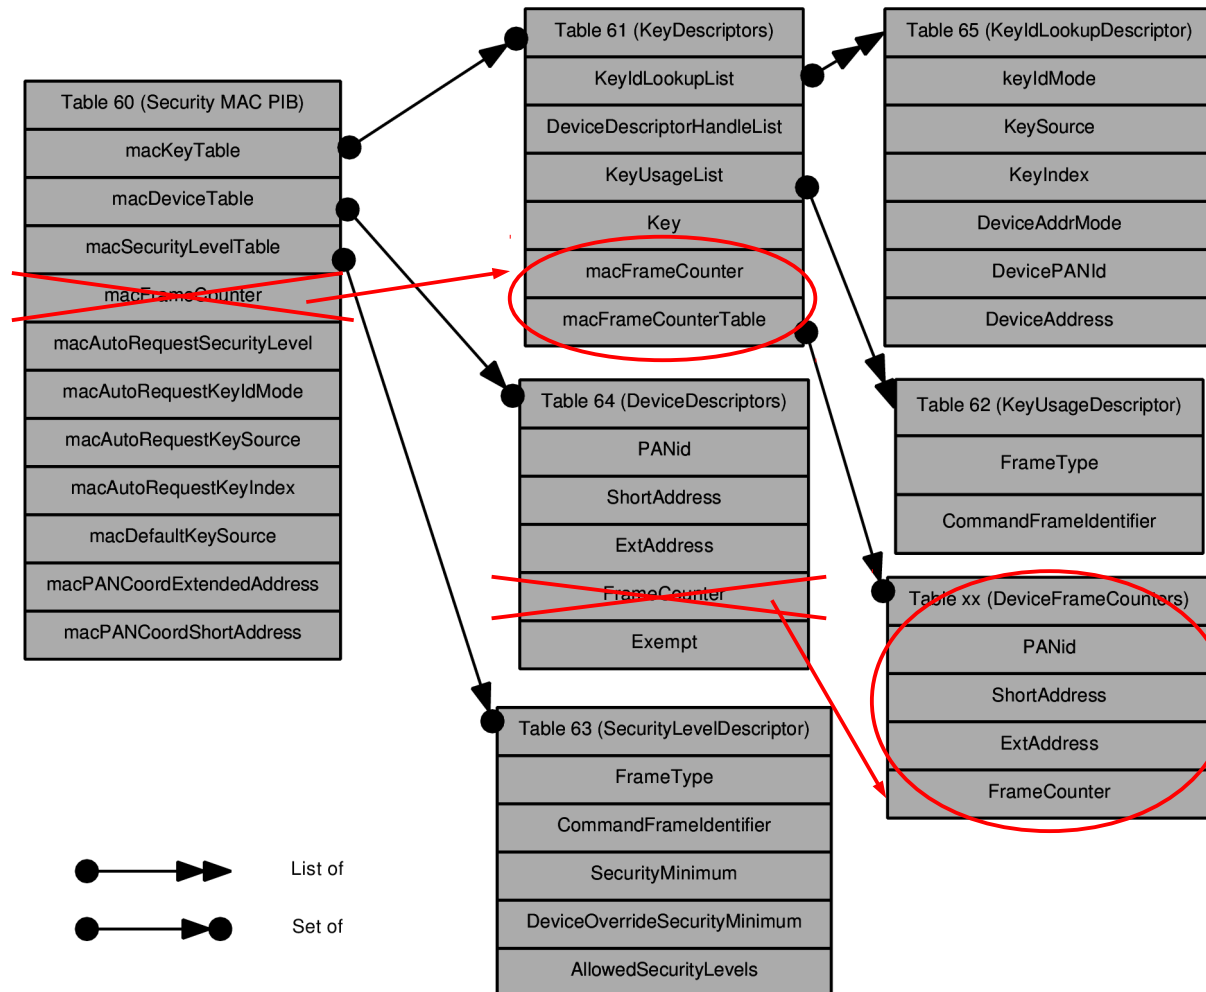 Table 60 (Security MAC PIB)
macKeyTable
macDeviceTable
macSecurityLevelTable
macFrameCounter
macAutoRequestSecurityLevel
macAutoRequestKeyIdMode
macAutoRequestKeySource
macAutoRequestKeyIndex
macDefaultKeySource
macPANCoordExtendedAddress
macPANCoordShortAddress
Table 61 (KeyDescriptors)
KeyIdLookupList
DeviceDescriptorHandleList
KeyUsageList
Key
macFrameCounter
macFrameCounterTable
Table 65 (KeyIdLookupDescriptor)
keyIdMode
KeySource
KeyIndex
DeviceAddrMode
DevicePANId
DeviceAddress
Table 64 (DeviceDescriptors)
PANid
ShortAddress
ExtAddress
FrameCounter
Exempt
Table 62 (KeyUsageDescriptor)
FrameType
CommandFrameIdentifier
Table xx (DeviceFrameCounters)
PANid
ShortAddress
ExtAddress
FrameCounter
Table 63 (SecurityLevelDescriptor)
FrameType
CommandFrameIdentifier
SecurityMinimum
DeviceOverrideSecurityMinimum
AllowedSecurityLevels
List of
Set of